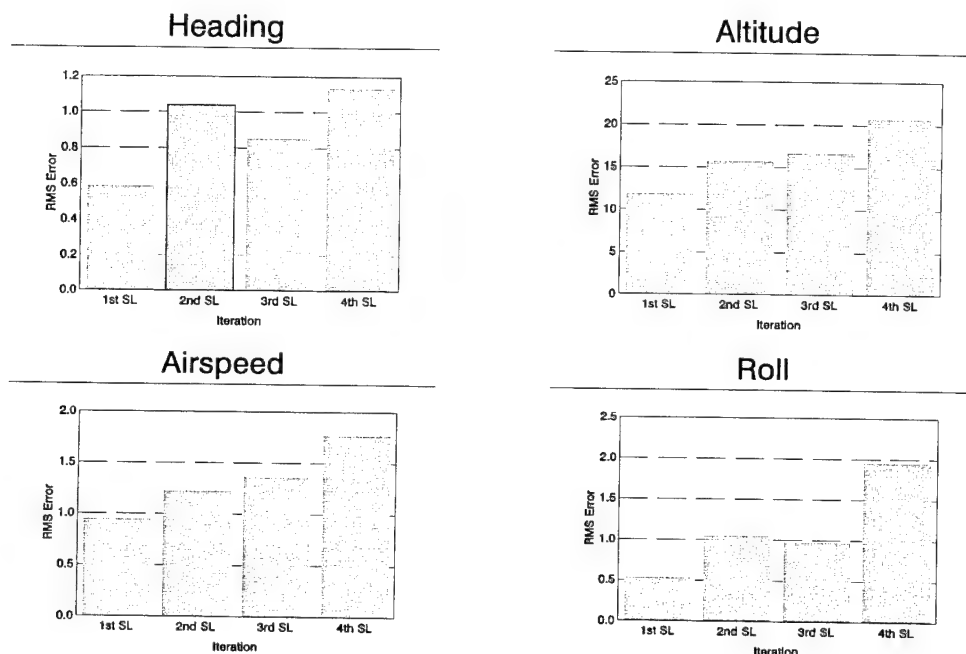 Heading
1.2
1.0
0.8
0.6
0.4
0.2
0.0
RMS Error
1st SL 2nd SL 3rd SL 4th SL
Iteration
Altitude
25
20
15
10
5
0
RMS Error
1st SL 2nd SL 3rd SL 4th SL
Iteration
Airspeed
2.0
1.5
1.0
0.5
0.0
RMS Error
1st SL 2nd SL 3rd SL 4th SL
Iteration
Roll
2.5
2.0
1.5
1.0
0.5
0.0
RMS Error
1st SL 2nd SL 3rd SL 4th SL
Iteration